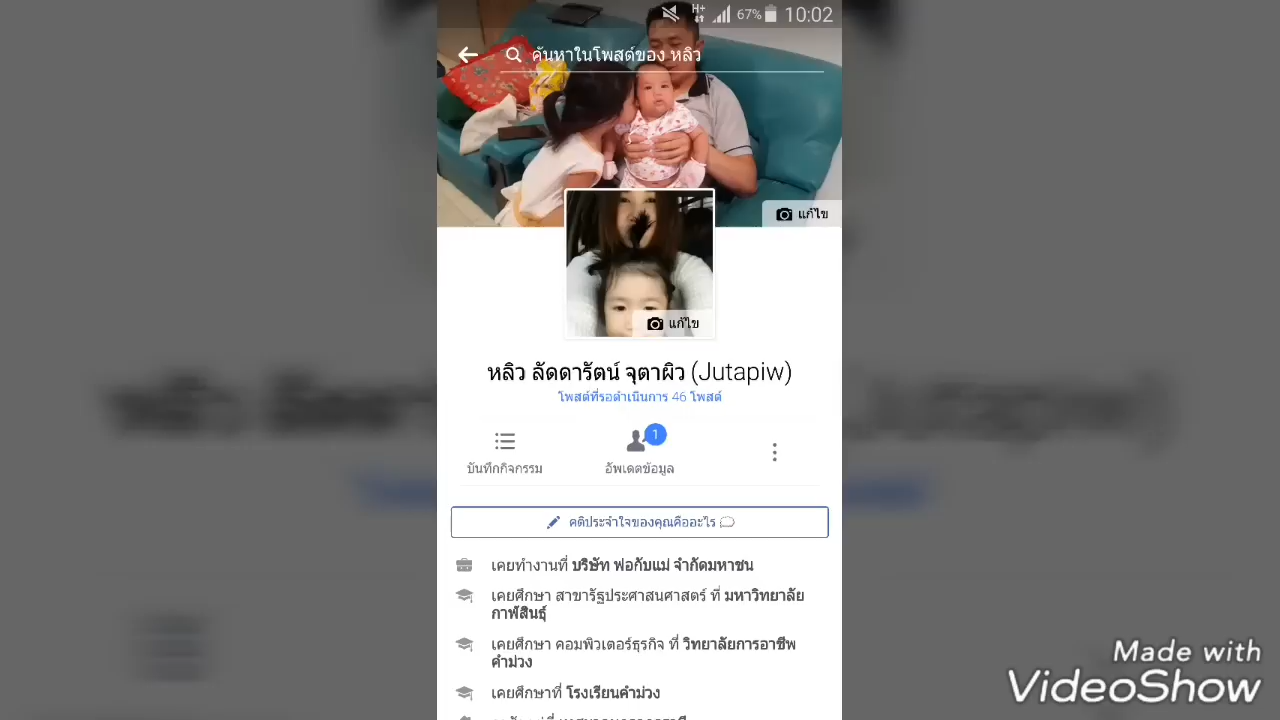 H+ 67% 10:02
ค้นหาในโพสต์ของ หลิว
แก้ไข
แก้ไข
หลิว ลัดดารัตน์ จุตาผิว (Jutapiw)
โพสต์ที่รอดำเนินการ 46 โพสต์
1
บันทึกกิจกรรม
อัพเดตข้อมูล
คติประจำใจของคุณคืออะไร
เคยทำงานที่ บริษัท พ่อกับแม่ จำกัดมหาชน
เคยศึกษา สาขารัฐประศาสนศาสตร์ ที่ มหาวิทยาลัย
กาฬสินธุ์
เคยศึกษา คอมพิวเตอร์ธุรกิจ ที่ วิทยาลัยการอาชีพ
คำม่วง
เคยศึกษาที่ โรงเรียนคำม่วง
Made with
VideoShow